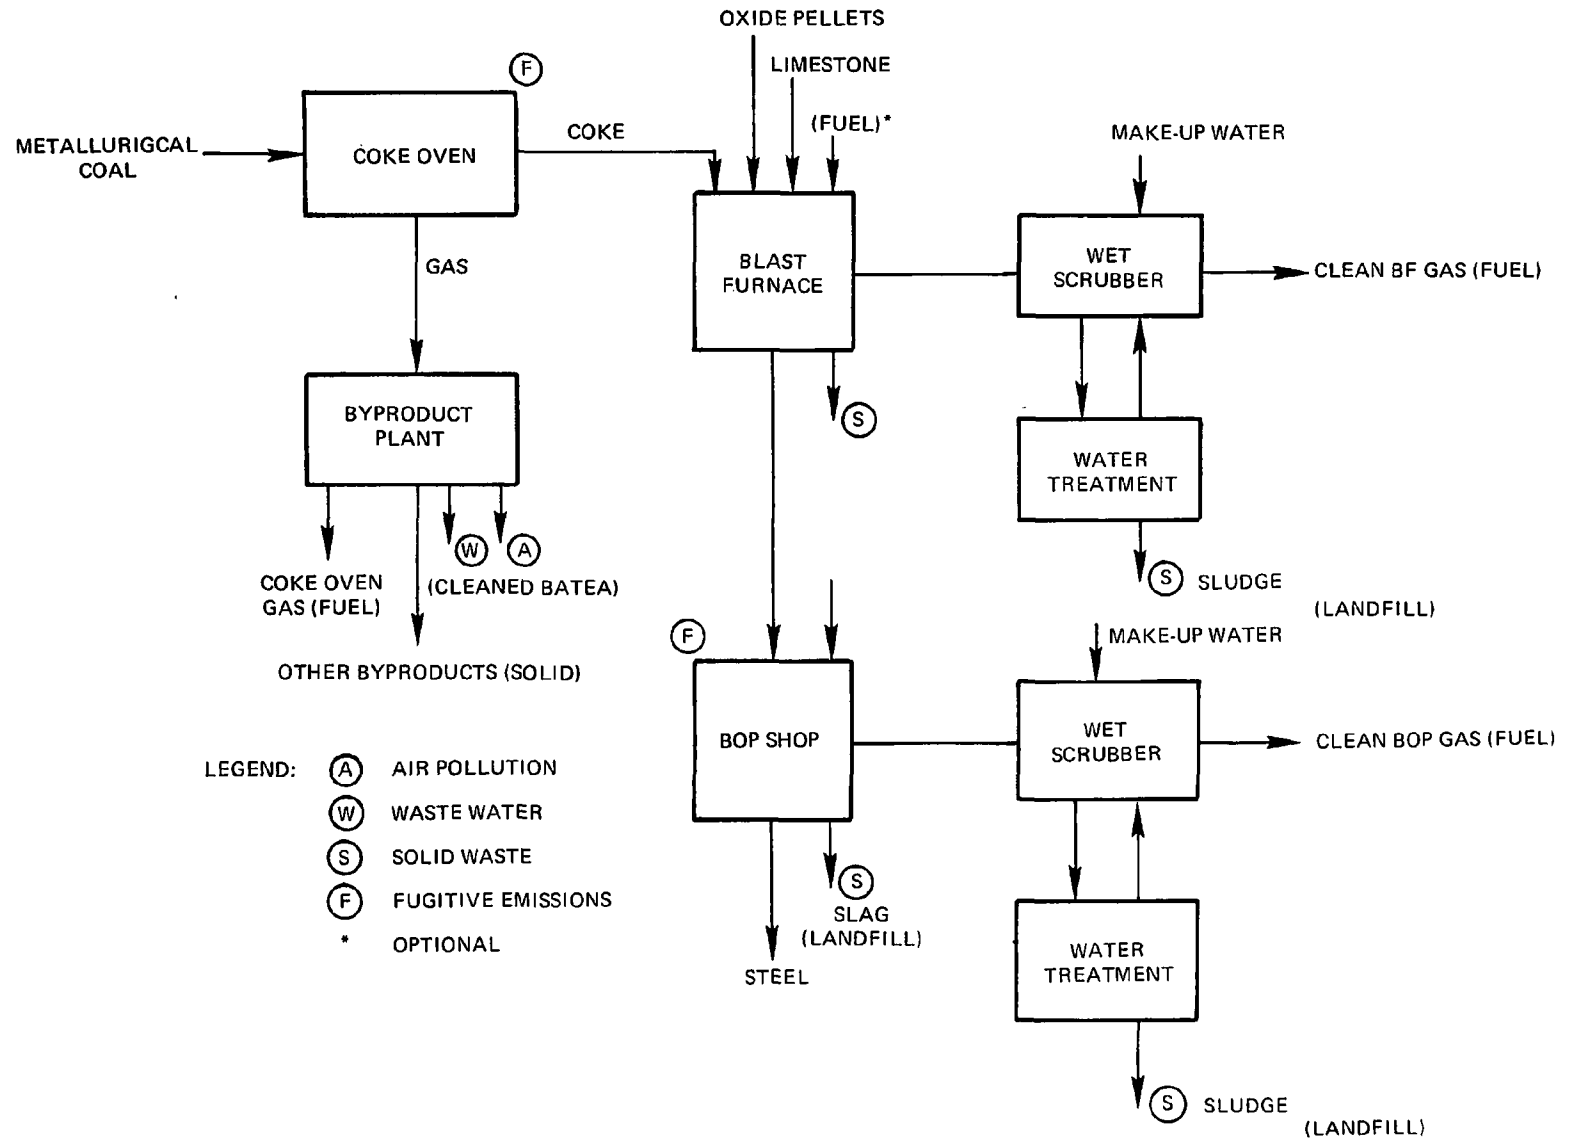 OXIDE PELLETS
LIMESTONE
(FUEL)*
F
METALLURIGCAL
COAL
COKE OVEN
COKE
MAKE-UP WATER
BLAST
FURNACE
WET
SCRUBBER
CLEAN BF GAS (FUEL)
GAS
BYPRODUCT
PLANT
S
WATER
TREATMENT
W
A
COKE OVEN
GAS (FUEL)
(CLEANED BATEA)
OTHER BYPRODUCTS (SOLID)
S SLUDGE
(LANDFILL)
F
MAKE-UP WATER
BOP SHOP
WET
SCRUBBER
CLEAN BOP GAS (FUEL)
LEGEND: A AIR POLLUTION
W WASTE WATER
S SOLID WASTE
F FUGITIVE EMISSIONS
* OPTIONAL
S
SLAG
(LANDFILL)
STEEL
WATER
TREATMENT
S SLUDGE
(LANDFILL)